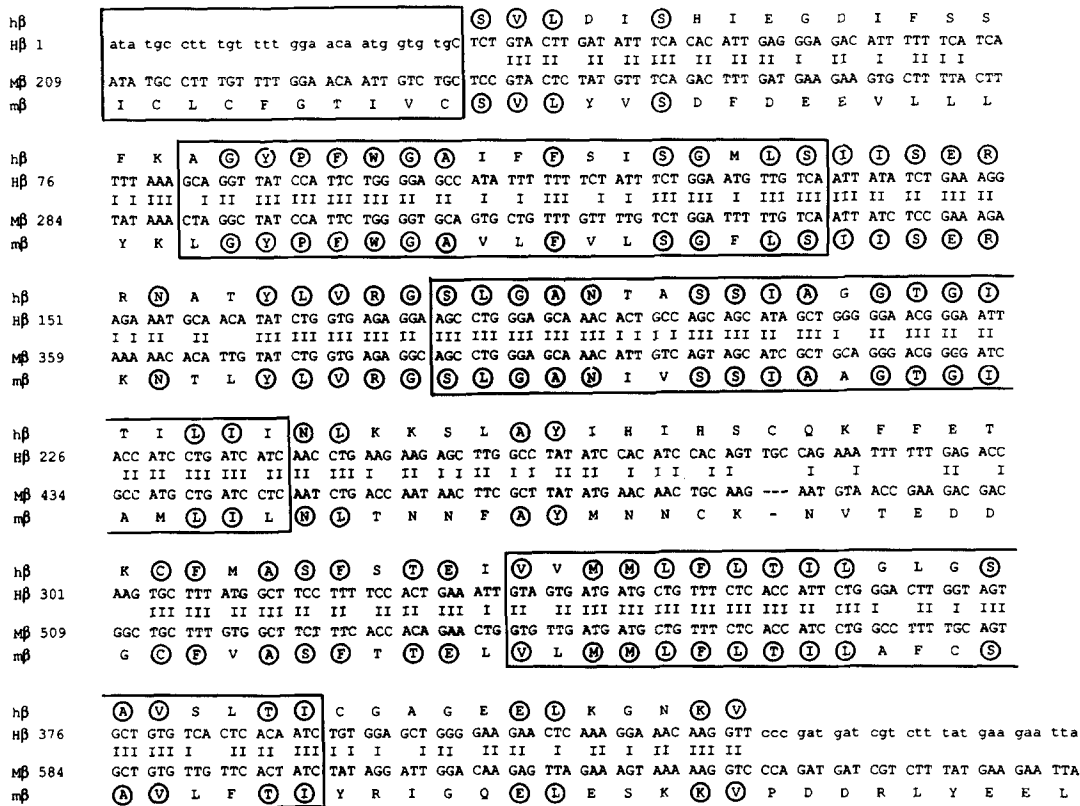 hβ S V L D I S H I E G D I F S S
Hβ 1 ata tgc ctt tgt ttt gga aca atg gtg tgC TCT GTA CTT GAT ATT TCA CAC ATT GAG GGA GAC ATT TTT TCA TCA
III II I II III I II II II II I I II I I
Mβ 209 ATA TGC CTT TGT TTT GGA ACA ATT GTC TGC TCC GTA CTC TAT GTT TCA GAC TTT GAT GAA GAA GTG CTT TTA CTT
mβ I C L C F G T I V C S V L Y V S D F D E E V L L L
hβ F K A G Y P F W G A I F F S I S G M L S I I S E R
Hβ 76 TTT AAA GCA GGT TAT CCA TTC TGG GGA GCC ATA TTT TTT TCT ATT TCT GGA ATG TTG TCA ATT ATA TCT GAA AGG
Mβ 284 TAT AAA CTA GGC TAT CCA TTC TGG GGT GCA GTG CTG TTT GTT TTG TCT GGA TTT TTG TCA ATT ATC TCC GAA AGA
mβ Y K L G Y P F W G A V L F V L S G F L S I I S E R
hβ R N A T Y L V R G S L G A N T A S S I A G G T G I
Hβ 151 AGA AAT GCA ACA TAT CTG GTG AGA GGA AGC CTG GGA GCA AAC ACT GCC AGC AGC ATA GCT GGG GGA ACG GGA ATT
Mβ 359 AAA AAC ACA TTG TAT CTG GTG AGA GGC AGC CTG GGA GCA AAC ATT GTC AGT AGC ATC GCT GCA GGG ACG GGG ATC
mβ K N T L Y L V R G S L G A N I V S S I A A G T G I
hβ T I L I I N L K K S L A Y I H I H S C Q K F F E T
Hβ 226 ACC ATC CTG ATC ATC AAC CTG AAG AAG AGC TTG GCC TAT ATC CAC ATC CAC AGT TGC CAG AAA TTT TTT GAG ACC
Mβ 434 GCC ATG CTG ATC CTC AAT CTG ACC AAT AAC TTC GCT TAT ATG AAC AAC TGC AAG --- AAT GTA ACC GAA GAC GAC
mβ A M L I L N L T N N F A Y M N N C K - N V T E D D
hβ K C F M A S F S T E I V V M M L F L T I L G L G S
Hβ 301 AAG TGC TTT ATG GCT TCC TTT TCC ACT GAA ATT GTA GTG ATG ATG CTG TTT CTC ACC ATT CTG GGA CTT GGT AGT
Mβ 509 GGC TGC TTT GTG GCT TCT TTC ACC ACA GAA CTG GTG TTG ATG ATG CTG TTT CTC ACC ATC CTG GCC TTT TGC AGT
mβ G C F V A S F T T E L V L M M L F L T I L A F C S
hβ A V S L T I C G A G E E L K G N K V
Hβ 376 GCT GTG TCA CTC ACA ATC TGT GGA GCT GGG GAA GAA CTC AAA GGA AAC AAG GTT ccc gat gat cgt ctt tat gaa gaa tta
Mβ 584 GCT GTG TTG TTC ACT ATC TAT AGG ATT GGA CAA GAG TTA GAA AGT AAA AAG GTC CCA GAT GAT CGT CTT TAT GAA GAA TTA
mβ A V L F T I Y R I G Q E L E S K K V P D D R L Y E E L